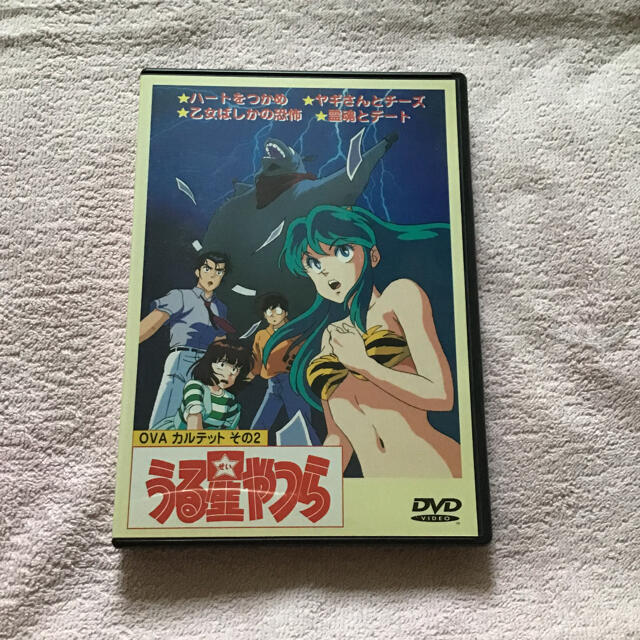 ★ハートをつかめ ★ヤギさんとチーズ
★乙女ばしかの恐怖 ★霊魂とデート
OVA カルテット その2
せい
うる星やつら
DVD
VIDEO